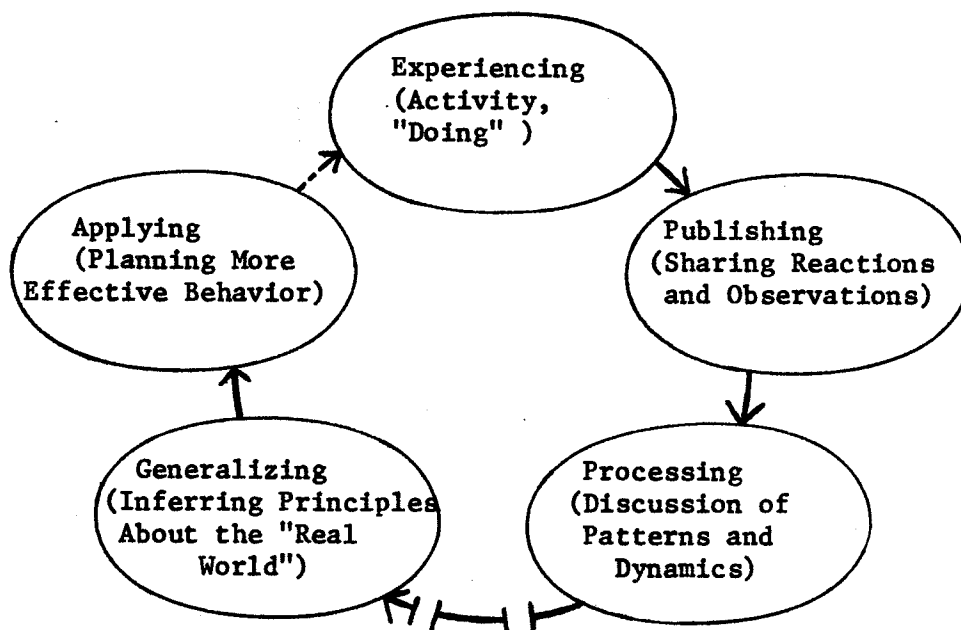 Experiencing
(Activity,
"Doing" )
Publishing
(Sharing Reactions
and Observations)
Processing
(Discussion of
Patterns and
Dynamics)
Generalizing
(Inferring Principles
About the "Real
World")
Applying
(Planning More
Effective Behavior)